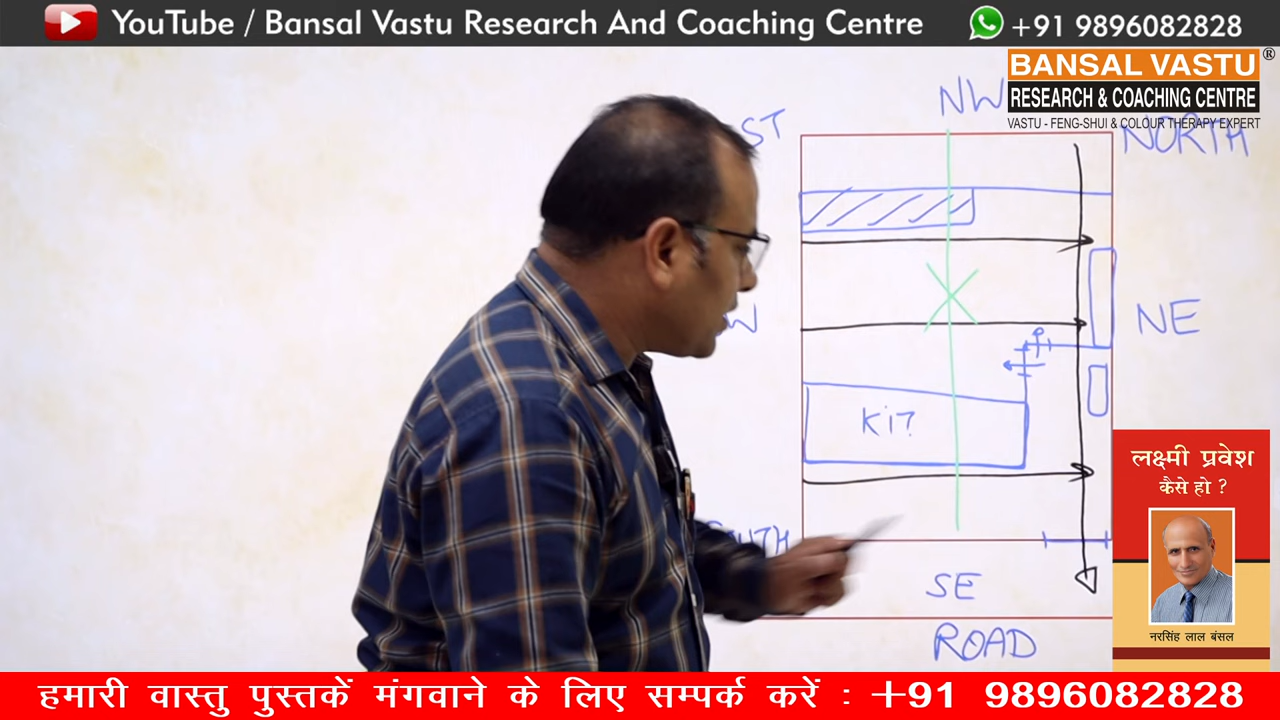 YouTube / Bansal Vastu Research And Coaching Centre
+91 9896082828
BANSAL VASTU®
RESEARCH & COACHING CENTRE
VASTU - FENG-SHUI & COLOUR THERAPY EXPERT
NW
ST
NORTH
W
NE
KiT
लक्ष्मी प्रवेश
कैसे हो ?
UTH
SE
ROAD
नरसिंह लाल बंसल
हमारी वास्तु पुस्तकें मंगवाने के लिए सम्पर्क करें : +91 9896082828